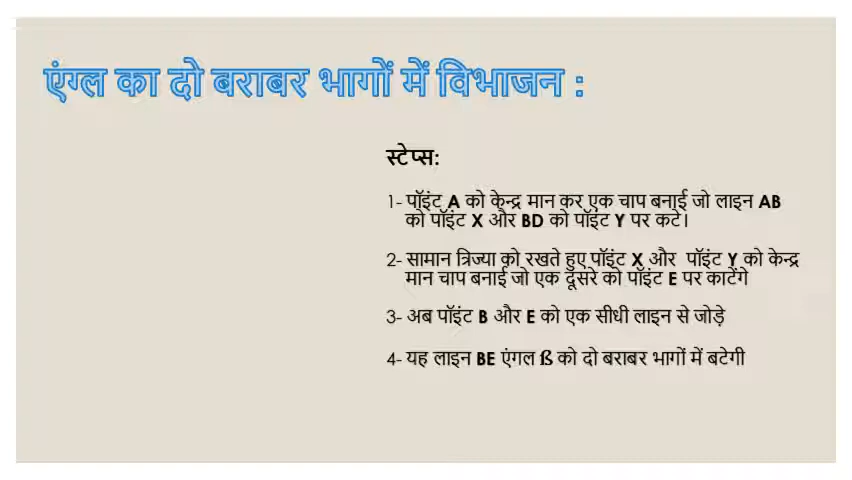 एंगल का दो बराबर भागों में विभाजन :
स्टेप्स:
1- पॉइंट A को केन्द्र मान कर एक चाप बनाई जो लाइन AB
को पॉइंट X और BD को पॉइंट Y पर कटे।
2- सामान त्रिज्या को रखते हुए पॉइंट X और पॉइंट Y को केन्द्र
मान चाप बनाई जो एक दूसरे को पॉइंट E पर काटेंगे
3- अब पॉइंट B और E को एक सीधी लाइन से जोड़े
4- यह लाइन BE एंगल ß को दो बराबर भागों में बटेगी